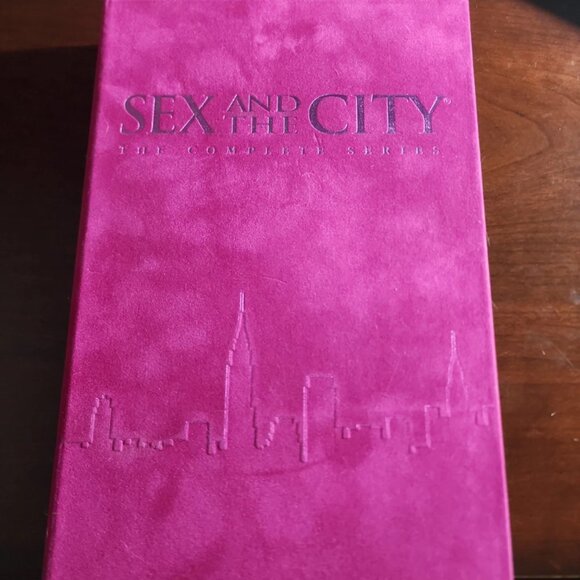 SEX AND THE CITY®
THE COMPLETE SERIES